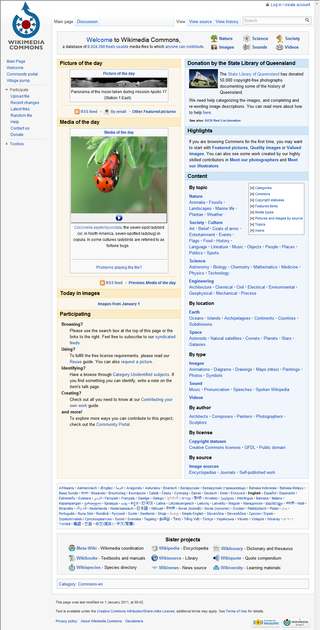 Log in / create account
Main page Discussion View View source View history Search
WIKIMEDIA COMMONS
Welcome to Wikimedia Commons,
a database of 8,024,598 freely usable media files to which anyone can contribute.
Nature Science Society
Images Sounds Videos
Main Page
Welcome
Community portal
Village pump
Participate
Upload file
Recent changes
Latest files
Random file
Help
Contact us
Donate
Toolbox
Picture of the day
Picture of the day
Panorama of the moon taken during mission Apollo 17
(Station 1 East).
RSS feed · By email · Other Featured pictures
Media of the day
Media of the day
Coccinella septempunctata, the seven-spot ladybird
(or, in North America, seven-spotted ladybug) in
copula. In some cultures ladybirds are referred to as
fortune bugs.
Problems playing the file?
RSS feed · Previous Media of the day
Today in images
Images from January 1
Participating
Browsing?
Please use the search box at the top of this page or the
links to the right. Feel free to subscribe to our syndicated
feeds.
Using?
To fulfill the free license requirements, please read our
Reuse guide. You can also request a picture.
Identifying?
Have a browse through Category:Unidentified subjects. If
you find something you can identify, write a note on the
item's talk page.
Creating?
Check out all you need to know at our Contributing your
own work guide.
and more!
To explore more ways you can contribute to this project,
check out the Community Portal.
Donation by the State Library of Queensland
The State Library of Queensland has donated
50,000 copyright-free pictures
documenting some of the history of
Queensland.
We need help categorizing the images, and completing and
re-wording image descriptions. You can read more about how
to help here.
Highlights
If you are browsing Commons for the first time, you may want
to start with Featured pictures, Quality images or Valued
images. You can also see some work created by our highly
skilled contributors in Meet our photographers and Meet
our illustrators.
Content
By topic
Nature
Animalia · Fossils ·
Landscapes · Marine life ·
Plantae · Weather
Society · Culture
Art · Belief · Coats of arms ·
Entertainment · Events ·
Flags · Food · History ·
Language · Literature · Music · Objects · People · Places ·
Politics · Sports
Science
Astronomy · Biology · Chemistry · Mathematics · Medicine ·
Physics · Technology
Engineering
Architecture · Chemical · Civil · Electrical · Environmental ·
Geophysical · Mechanical · Process
Categories
Commons
Copyright statuses
Featured items
Media types
Pictures and images by source
Topics
Users
By location
Earth
Oceans · Islands · Archipelagoes · Continents · Countries ·
Subdivisions
Space
Asteroids · Natural satellites · Comets · Planets · Stars ·
Galaxies
By type
Images
Animations · Diagrams · Drawings · Maps (Atlas) · Paintings ·
Photos · Symbols
Sound
Music · Pronunciation · Speeches · Spoken Wikipedia
Videos
By author
Architects · Composers · Painters · Photographers ·
Sculptors
By license
Copyright statuses
Creative Commons licenses · GFDL · Public domain
By source
Image sources
Encyclopedias · Journals · Self-published work
Sister projects
Meta-Wiki - Coordination Wikipedia - Encyclopedia Wiktionary - Dictionary and thesaurus
Wikibooks - Textbooks and manuals Wikisource - Library Wikiquote - Quote compendium
Wikispecies - Species directory Wikinews - News source Wikiversity - Learning materials
Category: Commons-en
This page was last modified on 1 January 2011, at 08:42.
Text is available under the Creative Commons Attribution/Share-Alike License; additional terms may apply. See Terms of Use for details.
Privacy policy About Wikimedia Commons Disclaimers